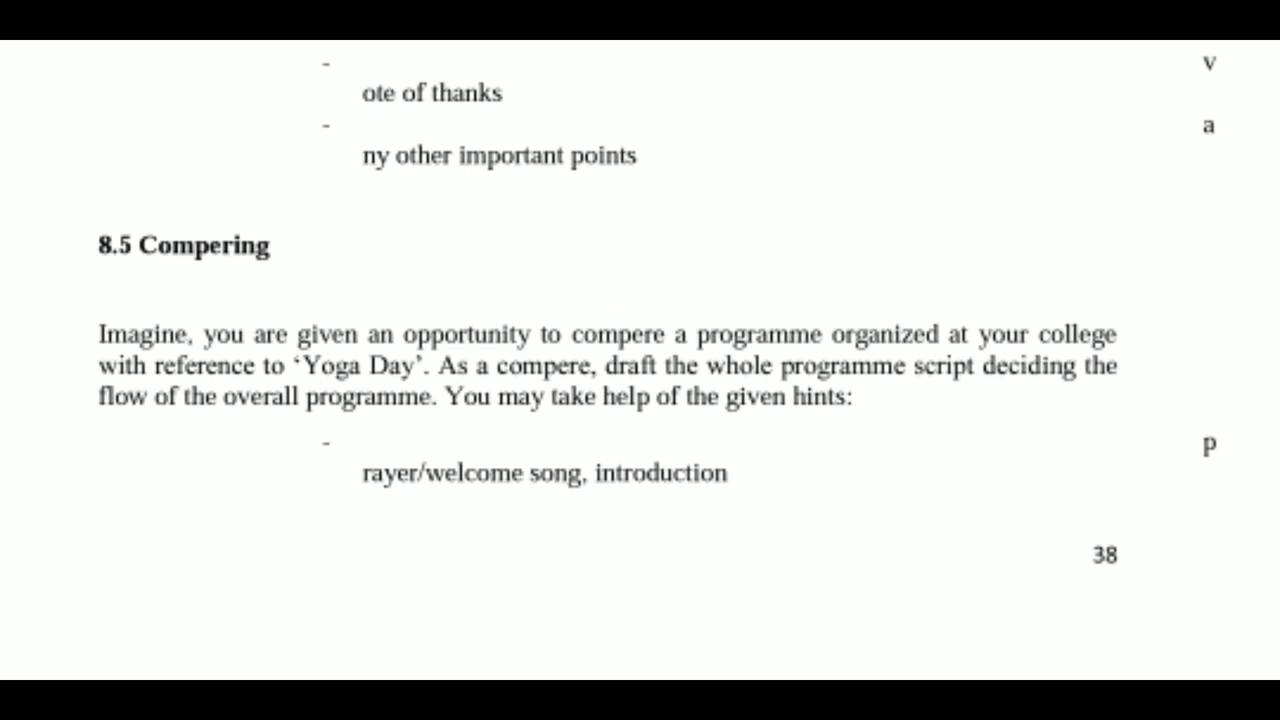 - v
ote of thanks
- a
ny other important points
8.5 Compering
Imagine, you are given an opportunity to compere a programme organized at your college
with reference to ‘Yoga Day’. As a compere, draft the whole programme script deciding the
flow of the overall programme. You may take help of the given hints:
- p
rayer/welcome song, introduction
38